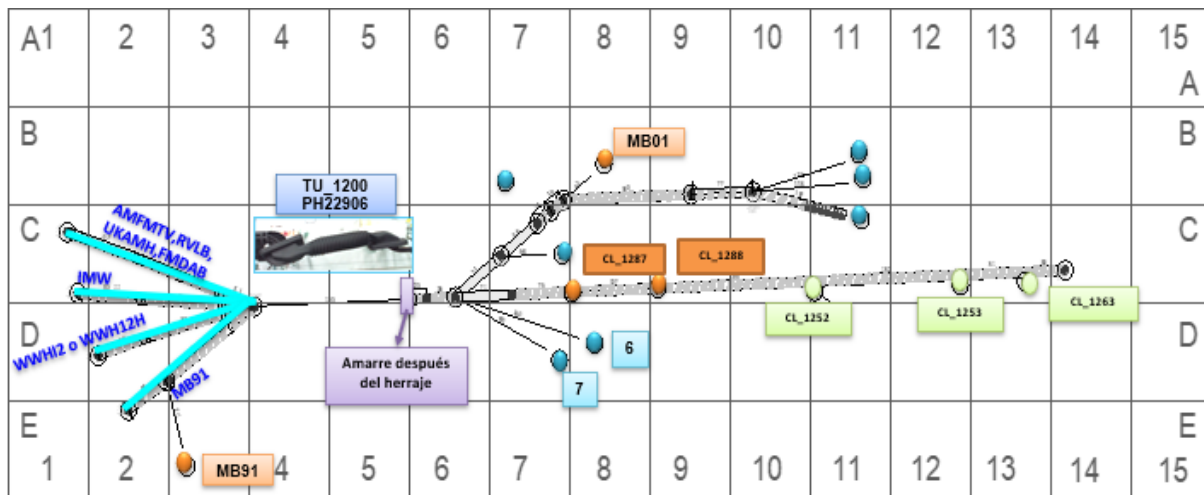 A1 2 3 4 5 6 7 8 9 10 11 12 13 14 15
A
B
B
MB01
TU_1200
PH22906
C
C
AMFMTV,RVLB,
UKAMH,FMDAB
CL_1287
CL_1288
IMW
CL_1252
CL_1253
CL_1263
D
D
WWHI2 o WWH12H
MB91
Amarre después
del herraje
6
7
E
E
MB91
1 2 4 5 6 7 8 9 10 11 12 13 14 15